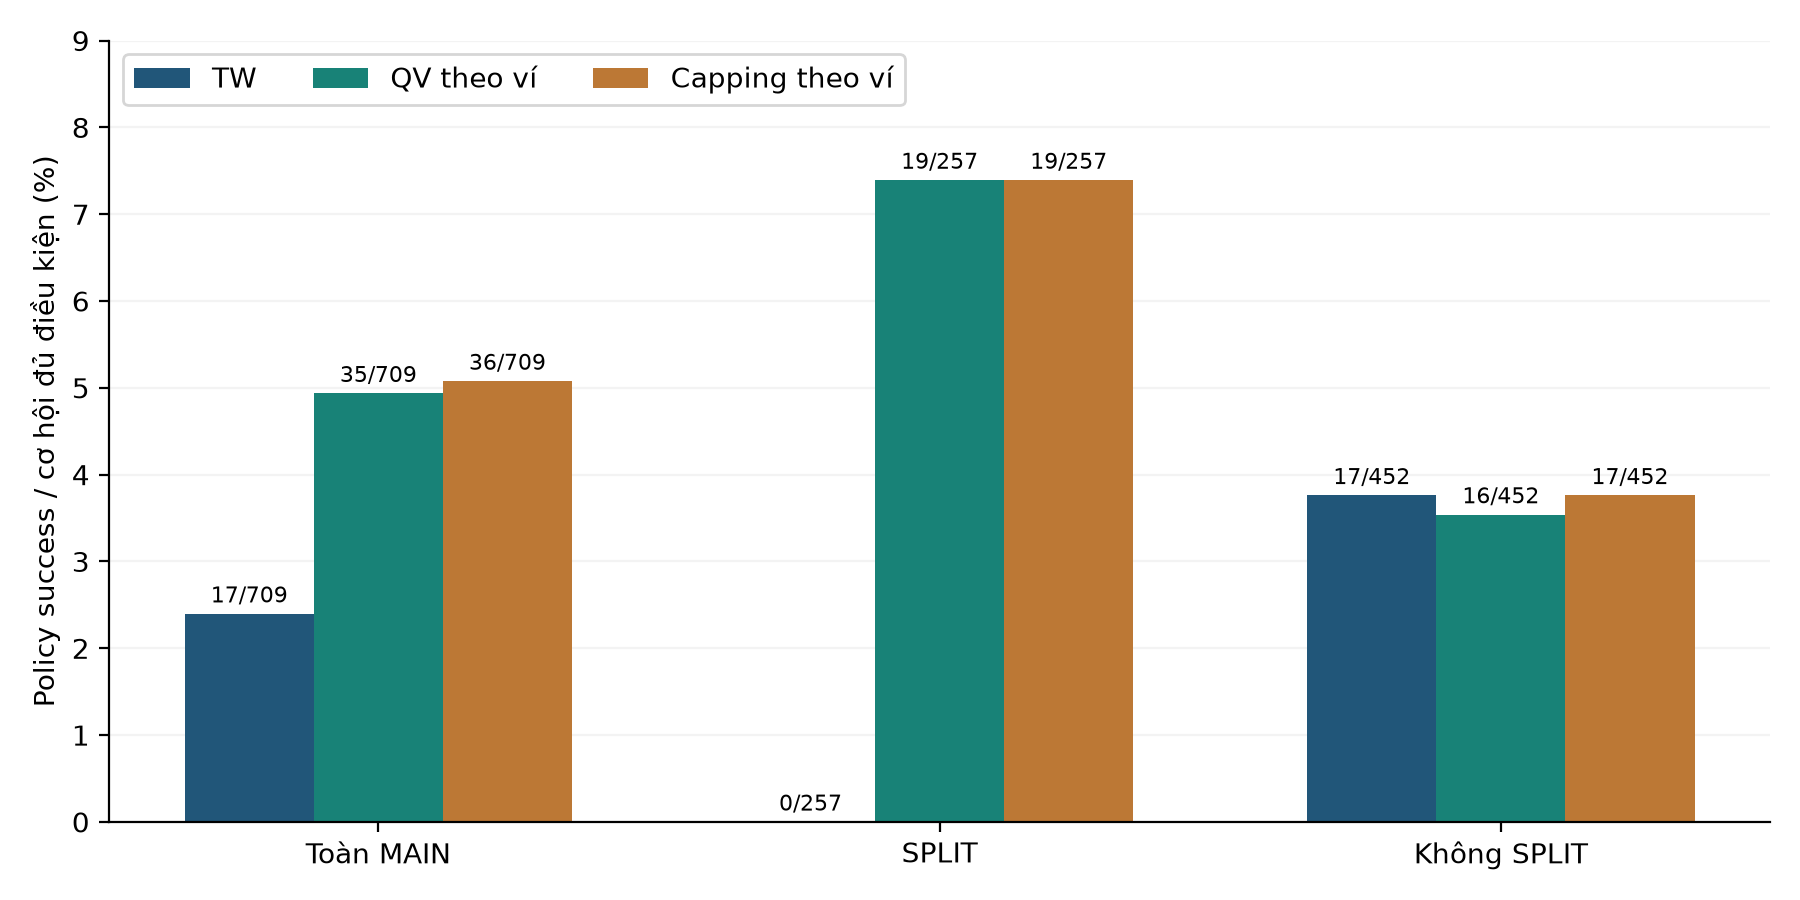 Policy success / cơ hội đủ điều kiện (%)
9
8
7
6
5
4
3
2
1
0
TW
QV theo ví
Capping theo ví
17/709
35/709
36/709
0/257
19/257
19/257
17/452
16/452
17/452
Toàn MAIN
SPLIT
Không SPLIT